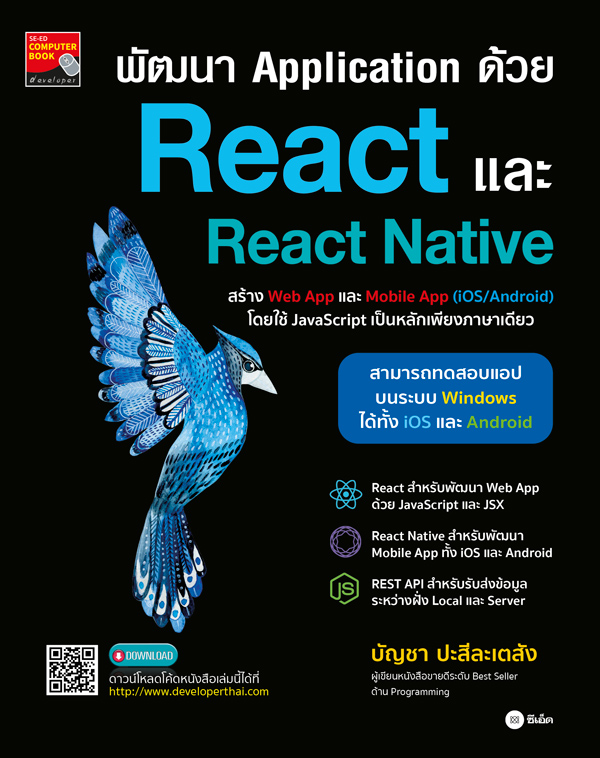 SE-ED
COMPUTER
BOOK
developer
พัฒนา Application ด้วย
React และ
React Native
สร้าง Web App และ Mobile App (iOS/Android)
โดยใช้ JavaScript เป็นหลักเพียงภาษาเดียว
สามารถทดสอบแอป
บนระบบ Windows
ได้ทั้ง iOS และ Android
React สำหรับพัฒนา Web App
ด้วย JavaScript และ JSX
React Native สำหรับพัฒนา
Mobile App ทั้ง iOS และ Android
JS
REST API สำหรับรับส่งข้อมูล
ระหว่างฝั่ง Local และ Server
DOWNLOAD
ดาวน์โหลดโค้ดหนังสือเล่มนี้ได้ที่
http://www.developerthai.com
บัญชา ปะสีละเตสัง
ผู้เขียนหนังสือขายดีระดับ Best Seller
ด้าน Programming
ซีเอ็ด